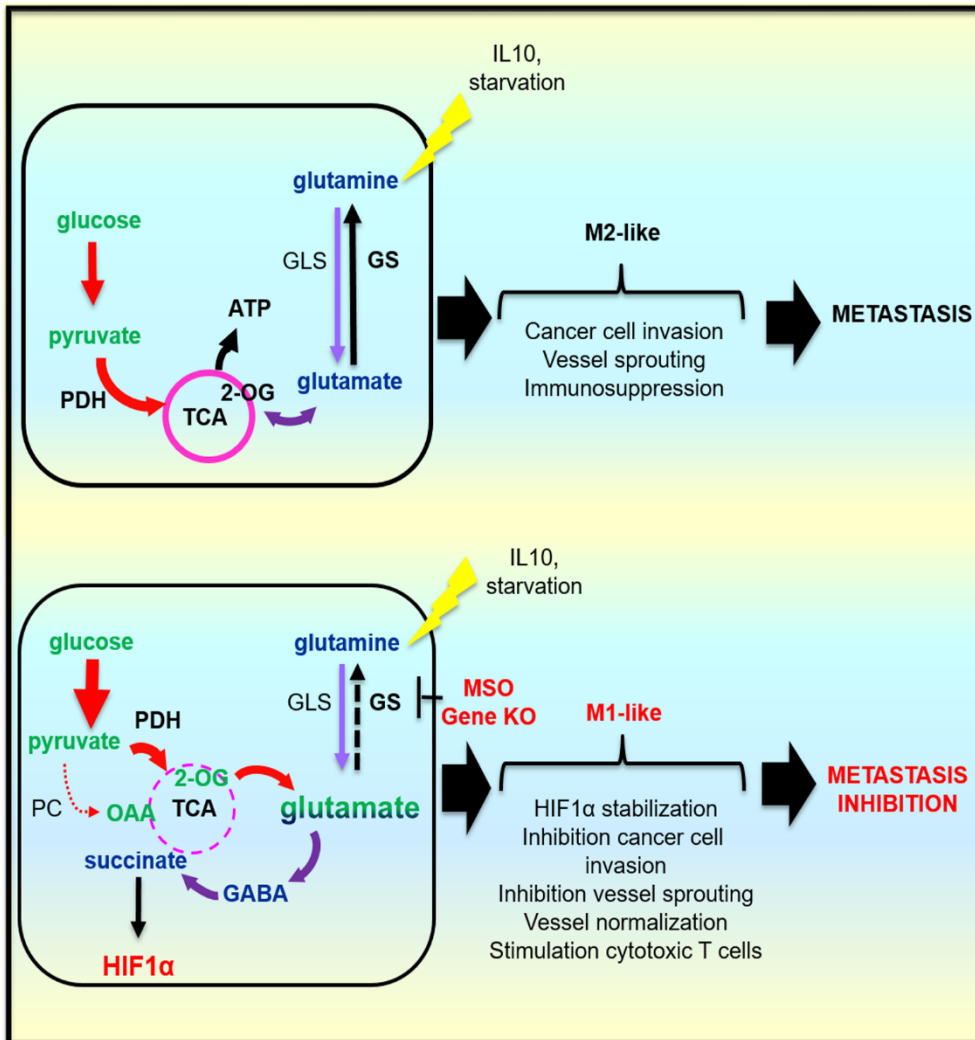 IL10,
starvation
glutamine
glucose
GLS
GS
M2-like
ATP
pyruvate
Cancer cell invasion
Vessel sprouting
Immunosuppression
METASTASIS
PDH
2-OG
TCA
glutamate
IL10,
starvation
glucose
glutamine
GLS
GS
MSO
Gene KO
M1-like
PDH
pyruvate
2-OG
TCA
PC
OAA
glutamate
METASTASIS
INHIBITION
HIF1α stabilization
Inhibition cancer cell
invasion
Inhibition vessel sprouting
Vessel normalization
Stimulation cytotoxic T cells
succinate
GABA
HIF1α